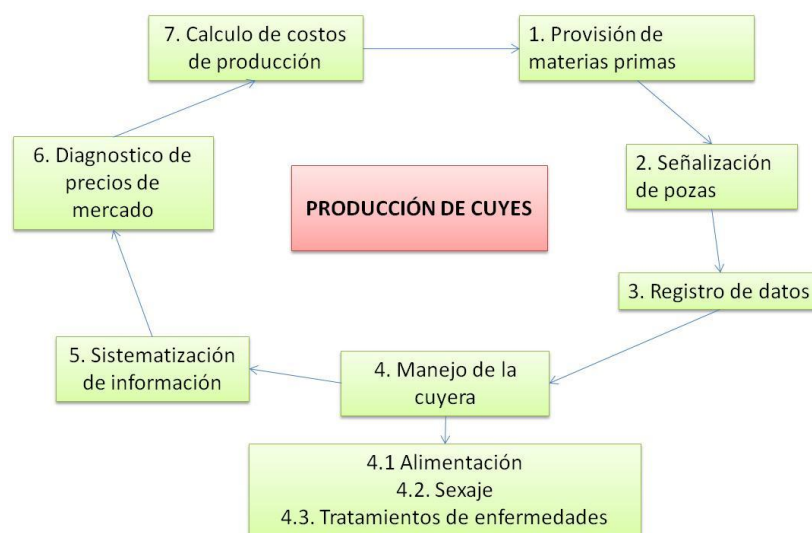 7. Calculo de costos
de producción
1. Provisión de
materias primas
6. Diagnostico de
precios de
mercado
PRODUCCIÓN DE CUYES
2. Señalización
de pozas
3. Registro de datos
5. Sistematización
de información
4. Manejo de la
cuyera
4.1 Alimentación
4.2. Sexaje
4.3. Tratamientos de enfermedades